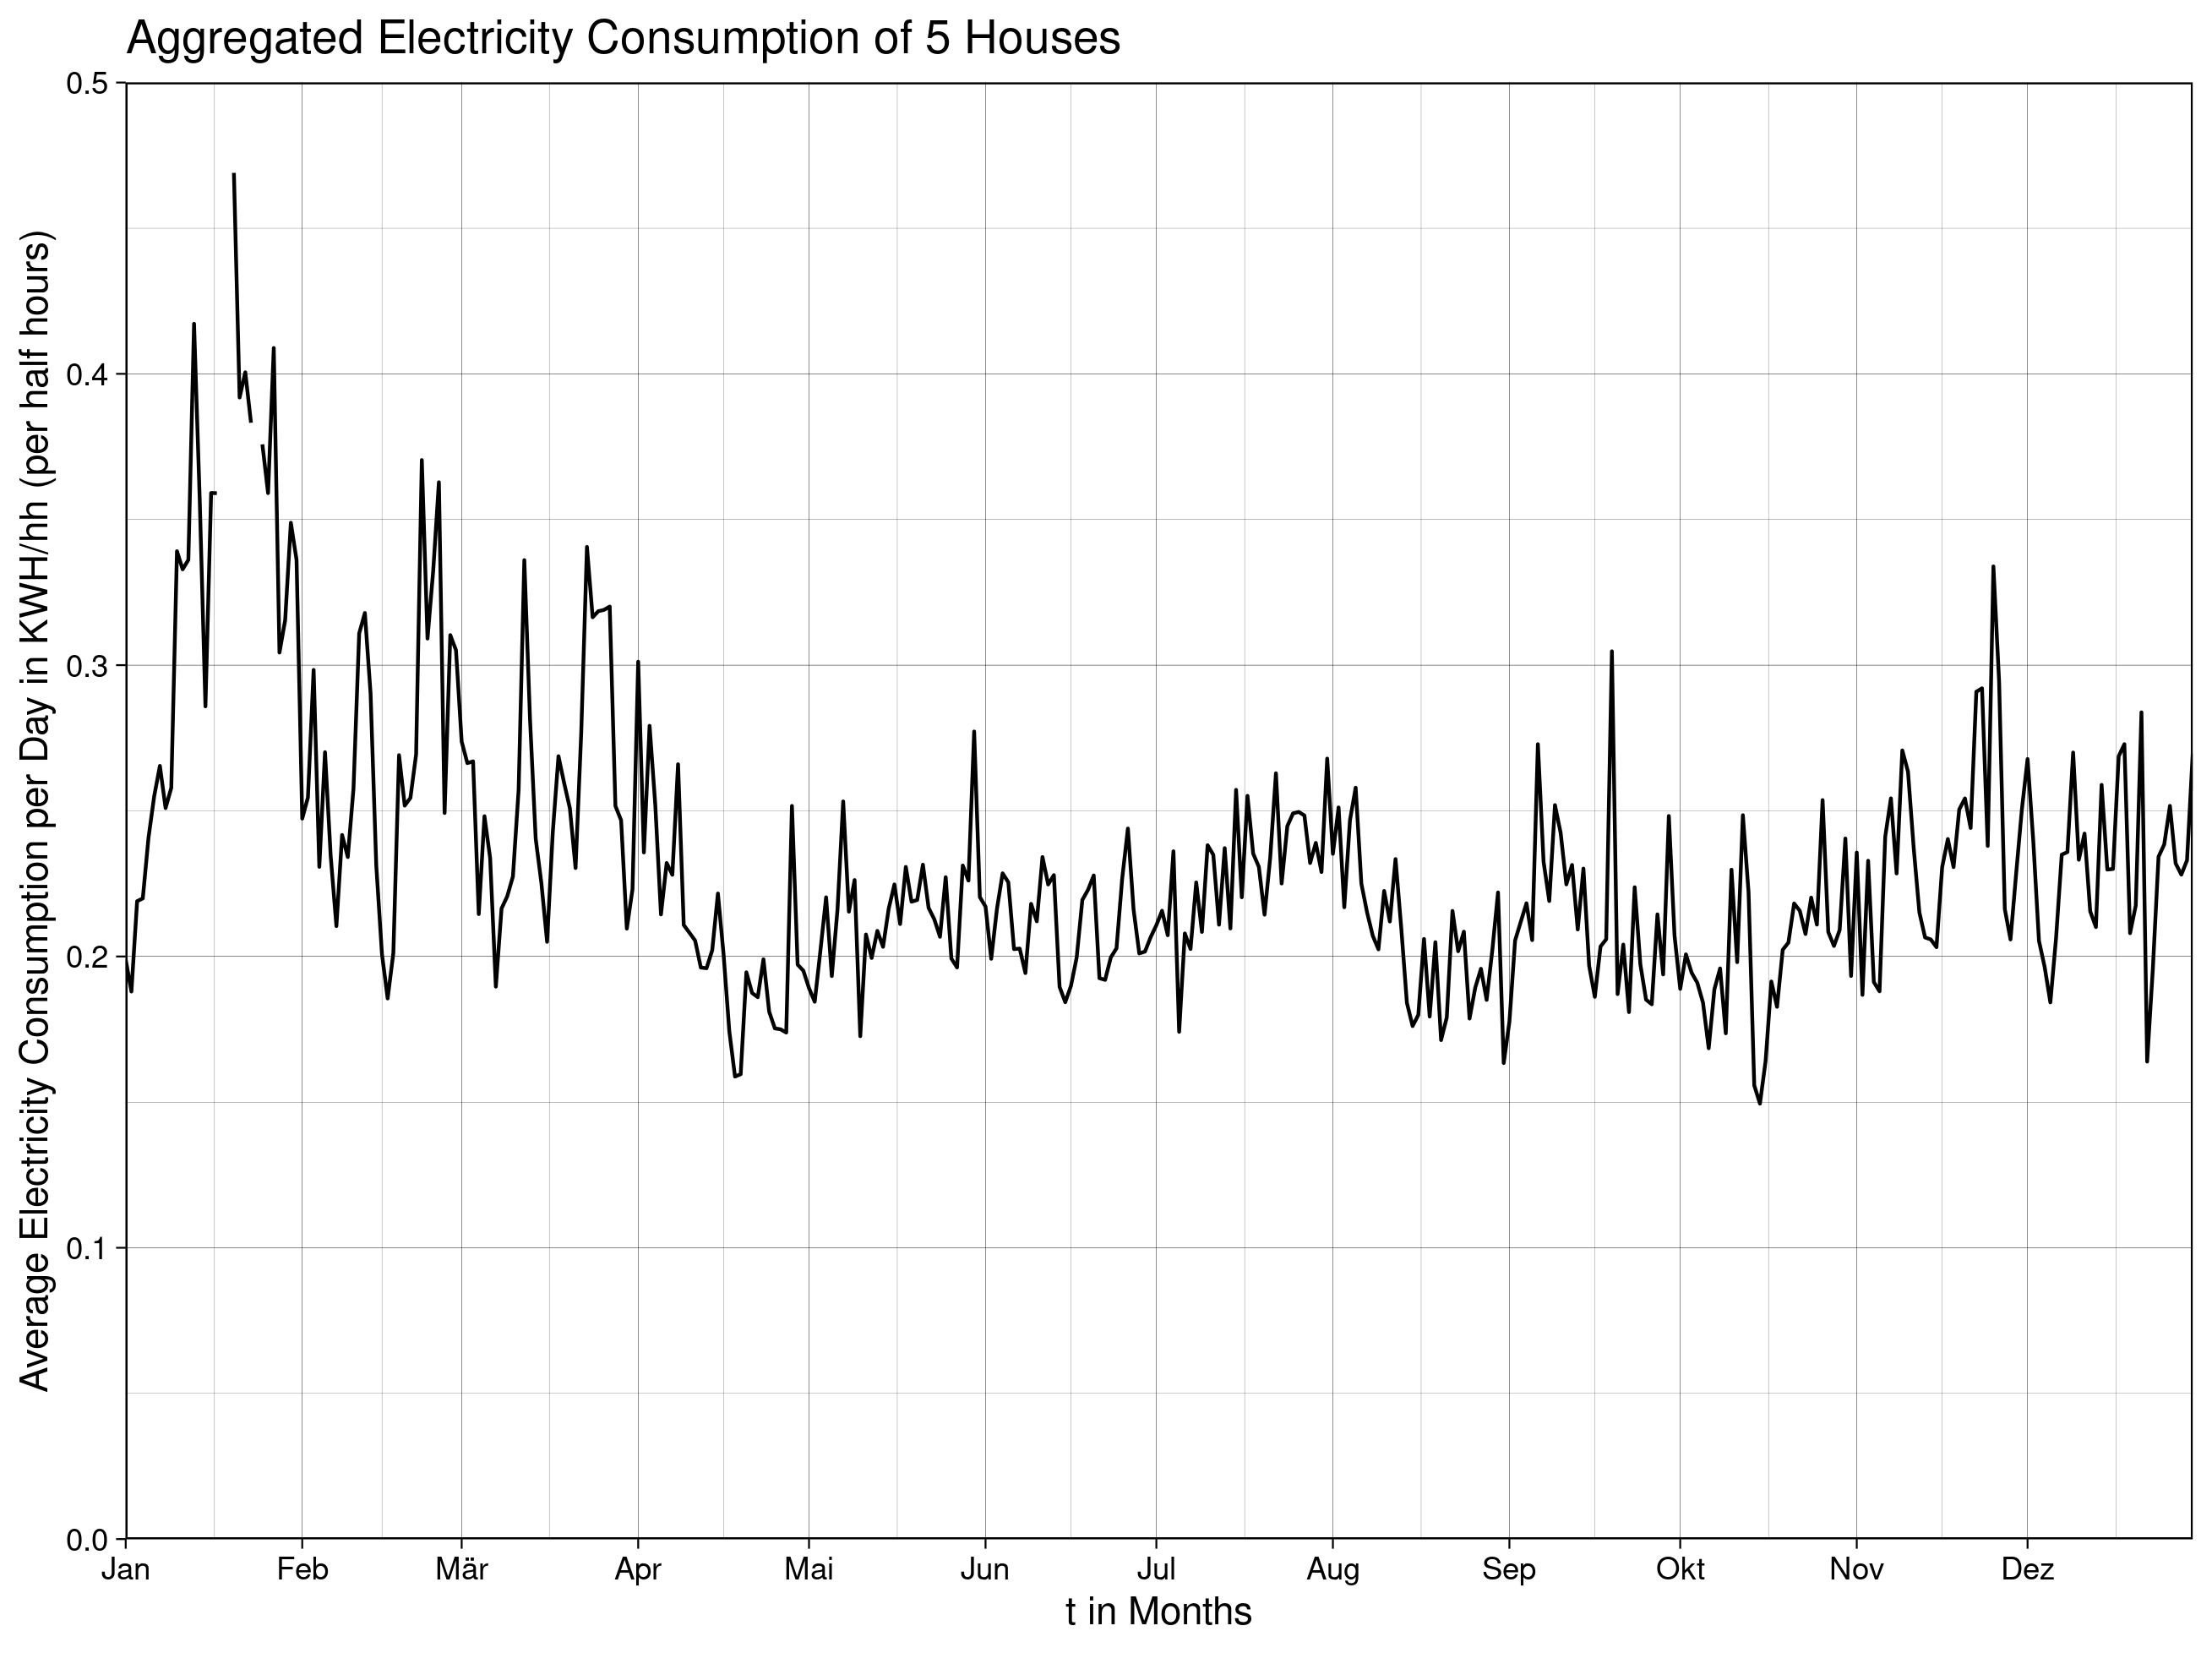 Aggregated Electricity Consumption of 5 Houses
Average Electricity Consumption per Day in KWH/hh (per half hours)
0.5
0.4
0.3
0.2
0.1
0.0
Jan Feb Mär Apr Mai Jun Jul Aug Sep Okt Nov Dez
t in Months